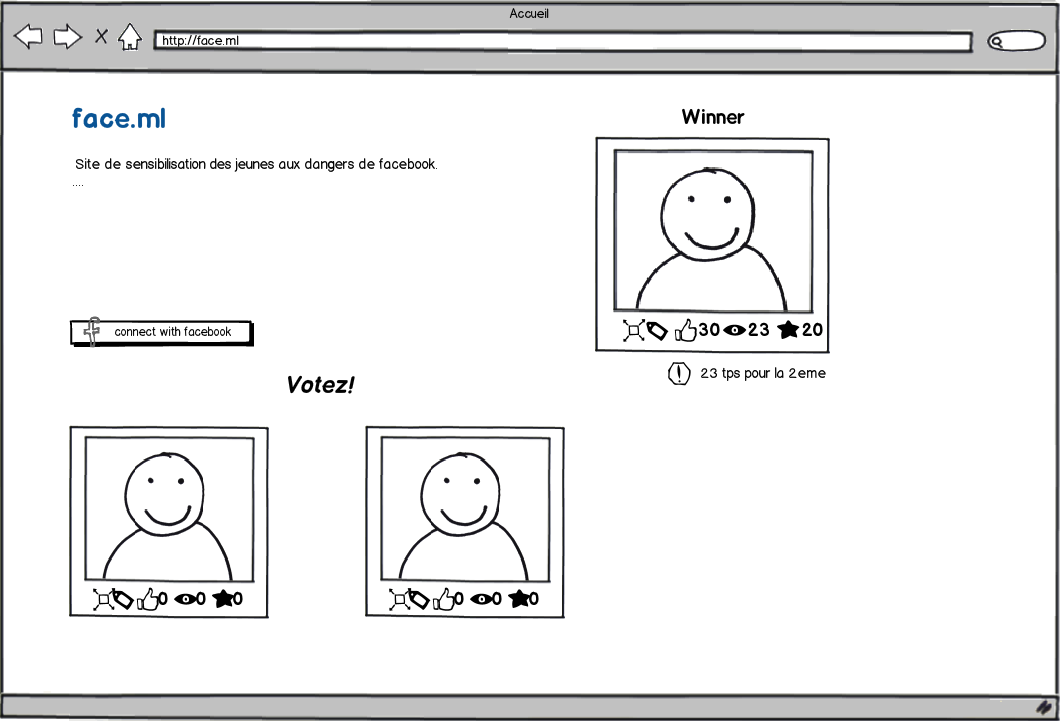 Accueil
http://face.ml
face.ml
Site de sensibilisation des jeunes aux dangers de facebook.
....
connect with facebook
Winner
30 23 20
23 tps pour la 2eme
Votez!
0 0 0
0 0 0